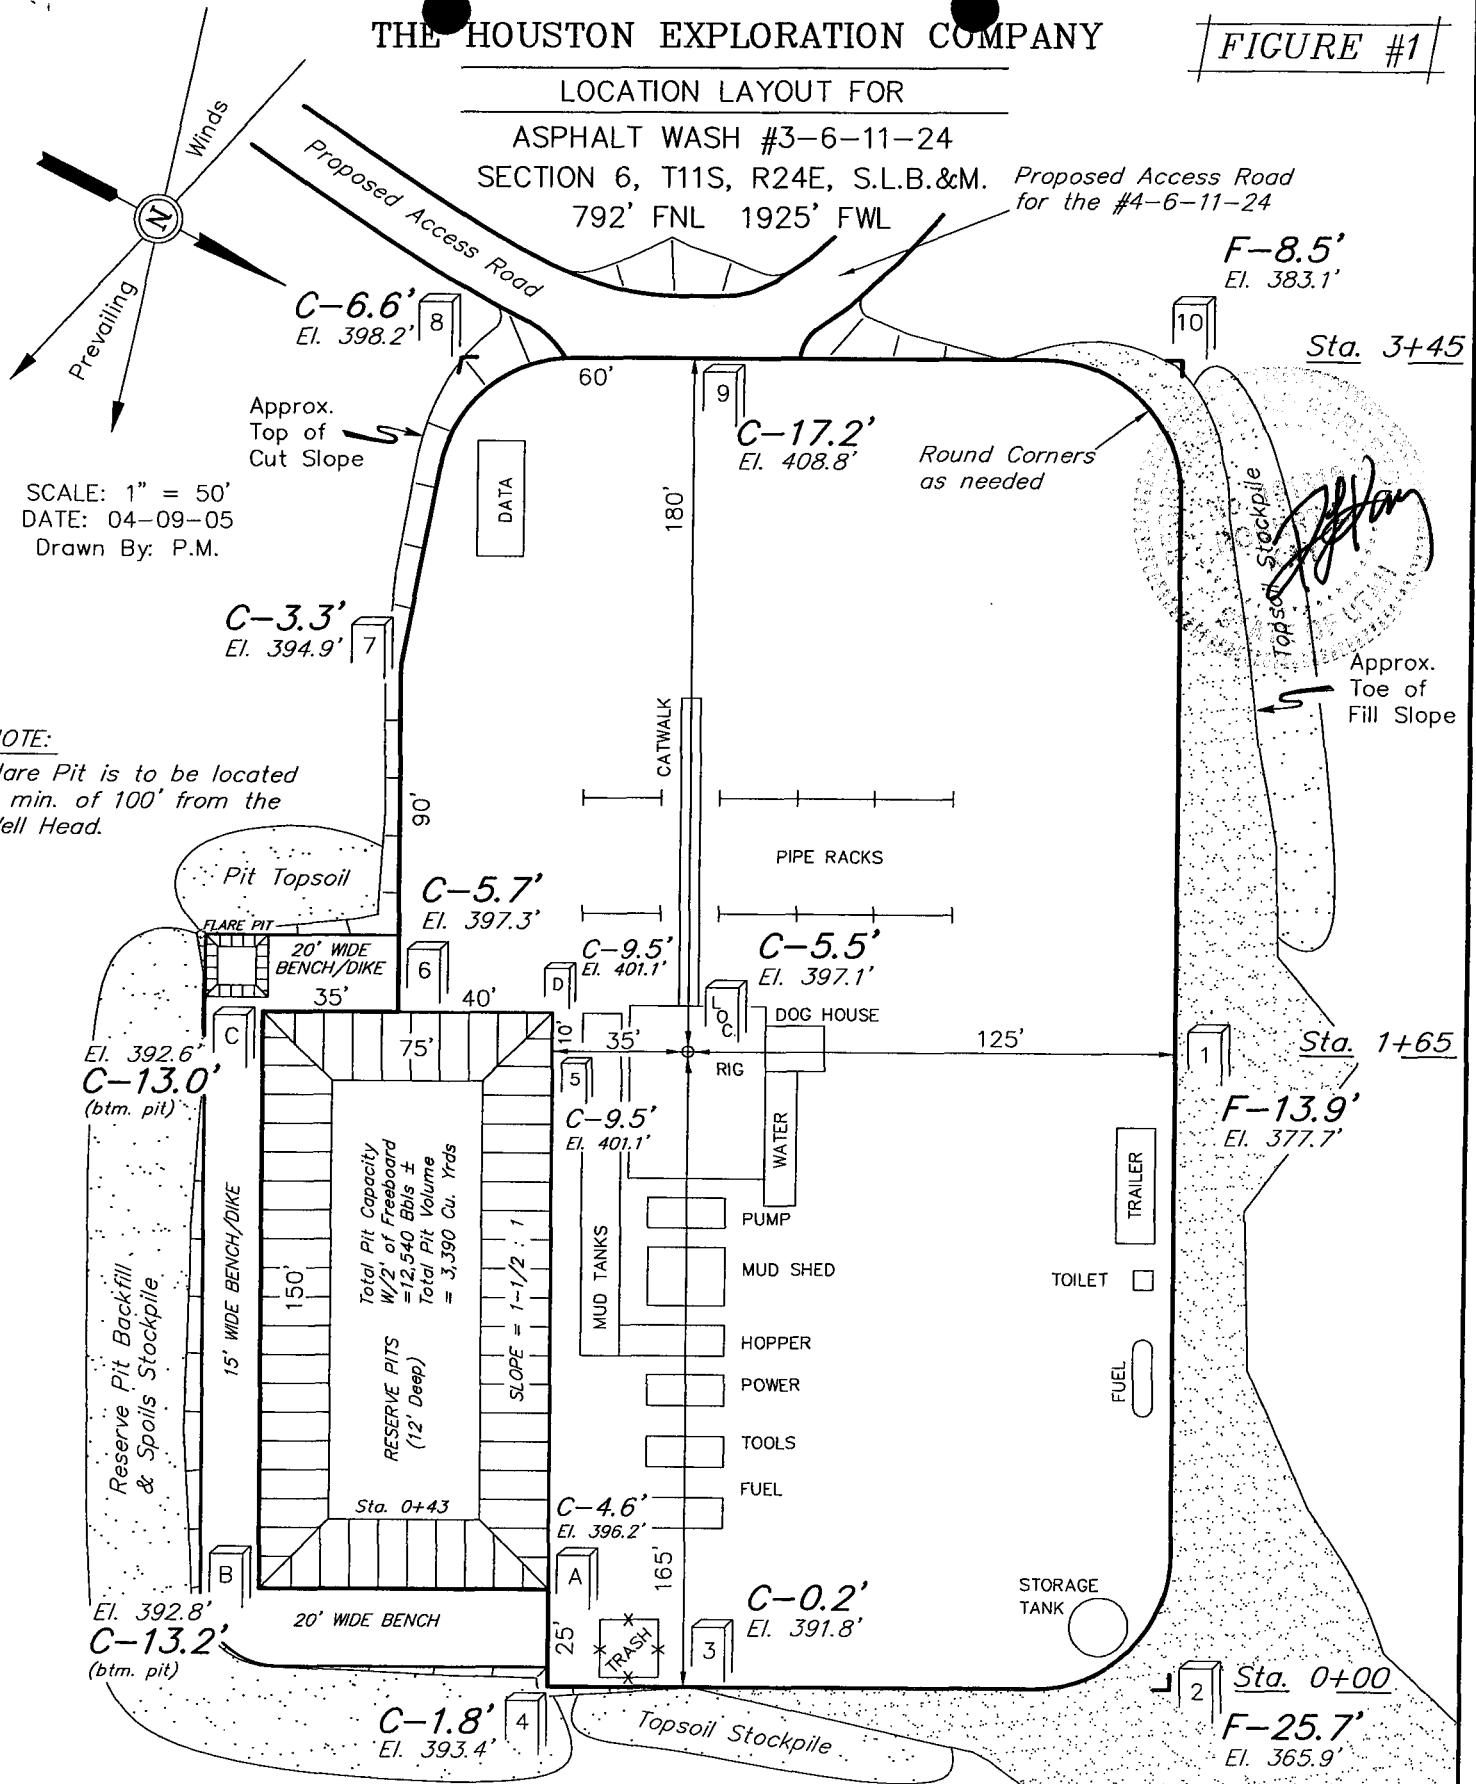 THE HOUSTON EXPLORATION COMPANY
FIGURE #1
LOCATION LAYOUT FOR
ASPHALT WASH #3-6-11-24
SECTION 6, T11S, R24E, S.L.B.&M.
792' FNL 1925' FWL
Winds
N
Prevailing
Proposed Access Road
Proposed Access Road
for the #4-6-11-24
F-8.5'
El. 383.1'
10
Sta. 3+45
C-6.6'
El. 398.2'
8
60'
9
C-17.2'
El. 408.8'
Approx.
Top of
Cut Slope
Round Corners
as needed
SCALE: 1" = 50'
DATE: 04-09-05
Drawn By: P.M.
DATA
180'
Topsoil Stockpile
UTAH
C-3.3'
El. 394.9'
7
Approx.
Toe of
Fill Slope
CATWALK
OTE:
lare Pit is to be located
min. of 100' from the
ell Head.
90'
PIPE RACKS
Pit Topsoil
C-5.7'
El. 397.3'
6
FLARE PIT
20' WIDE
BENCH/DIKE
35'
40'
C-9.5'
El. 401.1'
D
C-5.5'
El. 397.1'
LOC.
DOG HOUSE
C
El. 392.6'
C-13.0'
(btm. pit)
75'
10'
35'
RIG
125'
1
Sta. 1+65
5
C-9.5'
El. 401.1'
F-13.9'
El. 377.7'
WATER
TRAILER
Total Pit Capacity
W/2' of Freeboard
=12,540 Bbls ±
Total Pit Volume
= 3,390 Cu. Yrds
PUMP
15' WIDE BENCH/DIKE
SLOPE = 1-1/2 : 1
MUD TANKS
MUD SHED
TOILET
Reserve Pit Backfill
& Spoils Stockpile
150'
RESERVE PITS
(12' Deep)
HOPPER
POWER
FUEL
TOOLS
FUEL
Sta. 0+43
C-4.6'
El. 396.2'
B
A
165'
El. 392.8'
C-13.2'
(btm. pit)
20' WIDE BENCH
25'
TRASH
C-0.2'
El. 391.8'
3
STORAGE
TANK
2
Sta. 0+00
F-25.7'
El. 365.9'
C-1.8'
El. 393.4'
4
Topsoil Stockpile